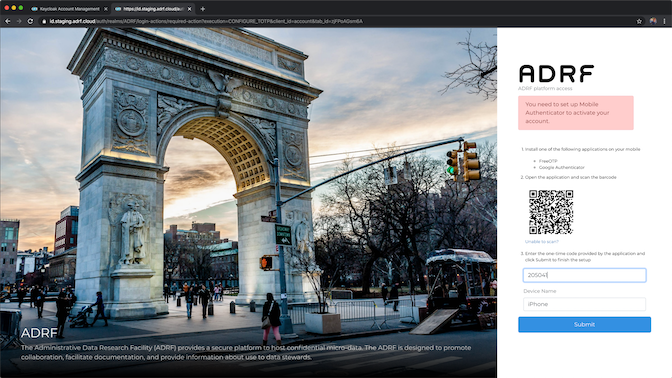 Keycloak Account Management
https://id.staging.adrf.cloud/a
id.staging.adrf.cloud/auth/realms/ADRF/login-actions/required-action?execution=CONFIGURE_TOTP&client_id=account&tab_id=zjFPoADsm6A
ADRF
ADRF platform access
You need to set up Mobile
Authenticator to activate your
account.
1. Install one of the following applications on your mobile
FreeOTP
Google Authenticator
2. Open the application and scan the barcode
Unable to scan?
3. Enter the one-time code provided by the application and
click Submit to finish the setup
205041
Device Name
iPhone
Submit
ADRF
The Administrative Data Research Facility (ADRF) provides a secure platform to host confidential micro-data. The ADRF is designed to promote
collaboration, facilitate documentation, and provide information about use to data stewards.